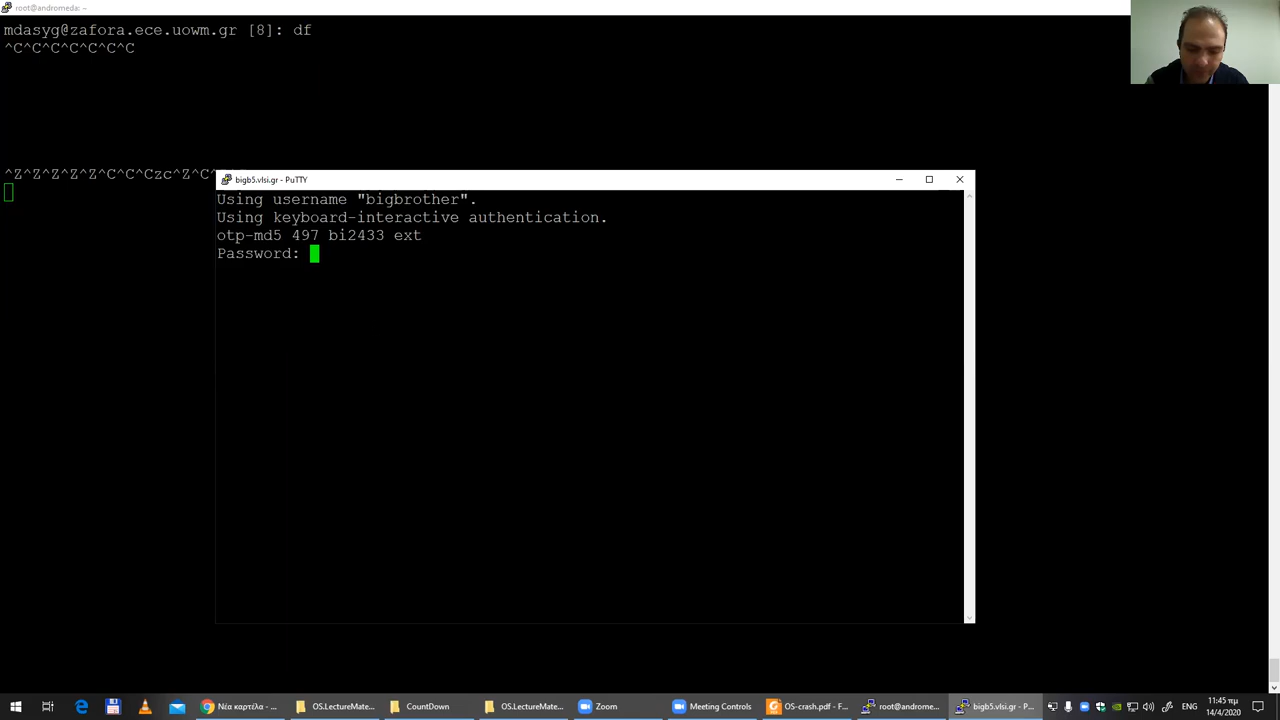 root@andromeda: ~
mdasyg@zafora.ece.uowm.gr [8]: df
^C^C^C^C^C^C^C
^Z^Z^Z^Z^Z^C^C^Czc^Z^C^
bigb5.vlsi.gr - PuTTY
Using username "bigbrother".
Using keyboard-interactive authentication.
otp-md5 497 bi2433 ext
Password:
Νέα καρτέλα - ...
OS.LectureMate...
CountDown
OS.LectureMate...
Zoom
Meeting Controls
OS-crash.pdf - F...
root@androme...
bigb5.vlsi.gr - P...
ENG
11:45 πμ
14/4/2020